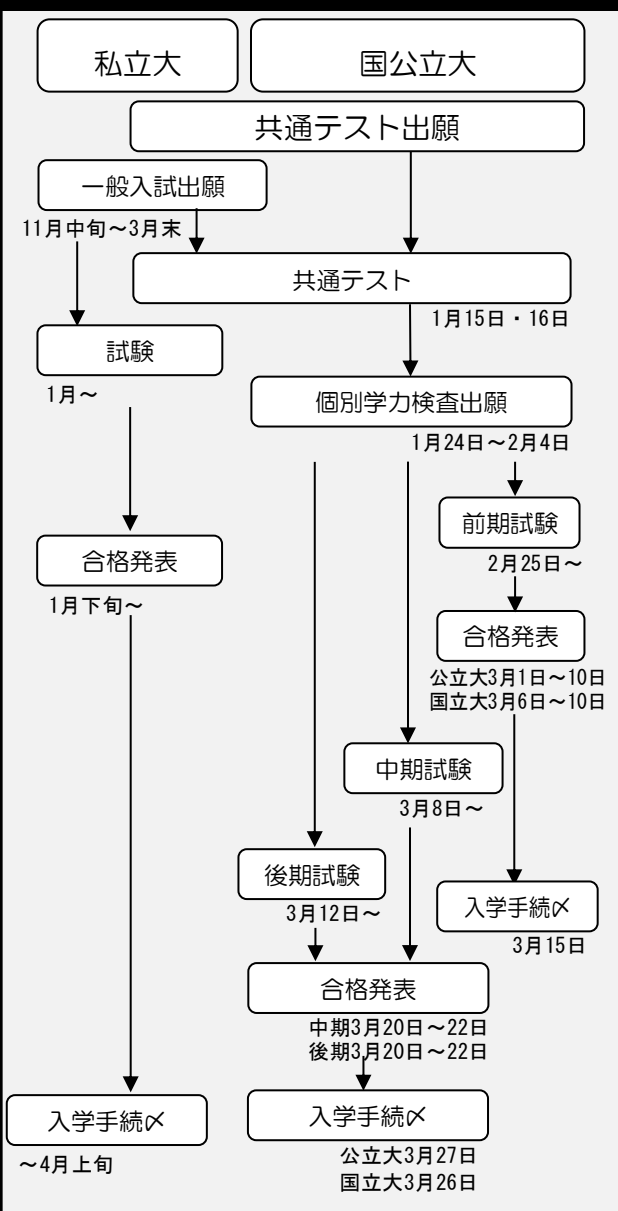 私立大
国公立大
共通テスト出願
一般入試出願
11月中旬～3月末
共通テスト
1月15日・16日
試験
1月～
個別学力検査出願
1月24日～2月4日
前期試験
2月25日～
合格発表
1月下旬～
合格発表
公立大3月1日～10日
国立大3月6日～10日
中期試験
3月8日～
後期試験
3月12日～
入学手続〆
3月15日
合格発表
中期3月20日～22日
後期3月20日～22日
入学手続〆
～4月上旬
入学手続〆
公立大3月27日
国立大3月26日